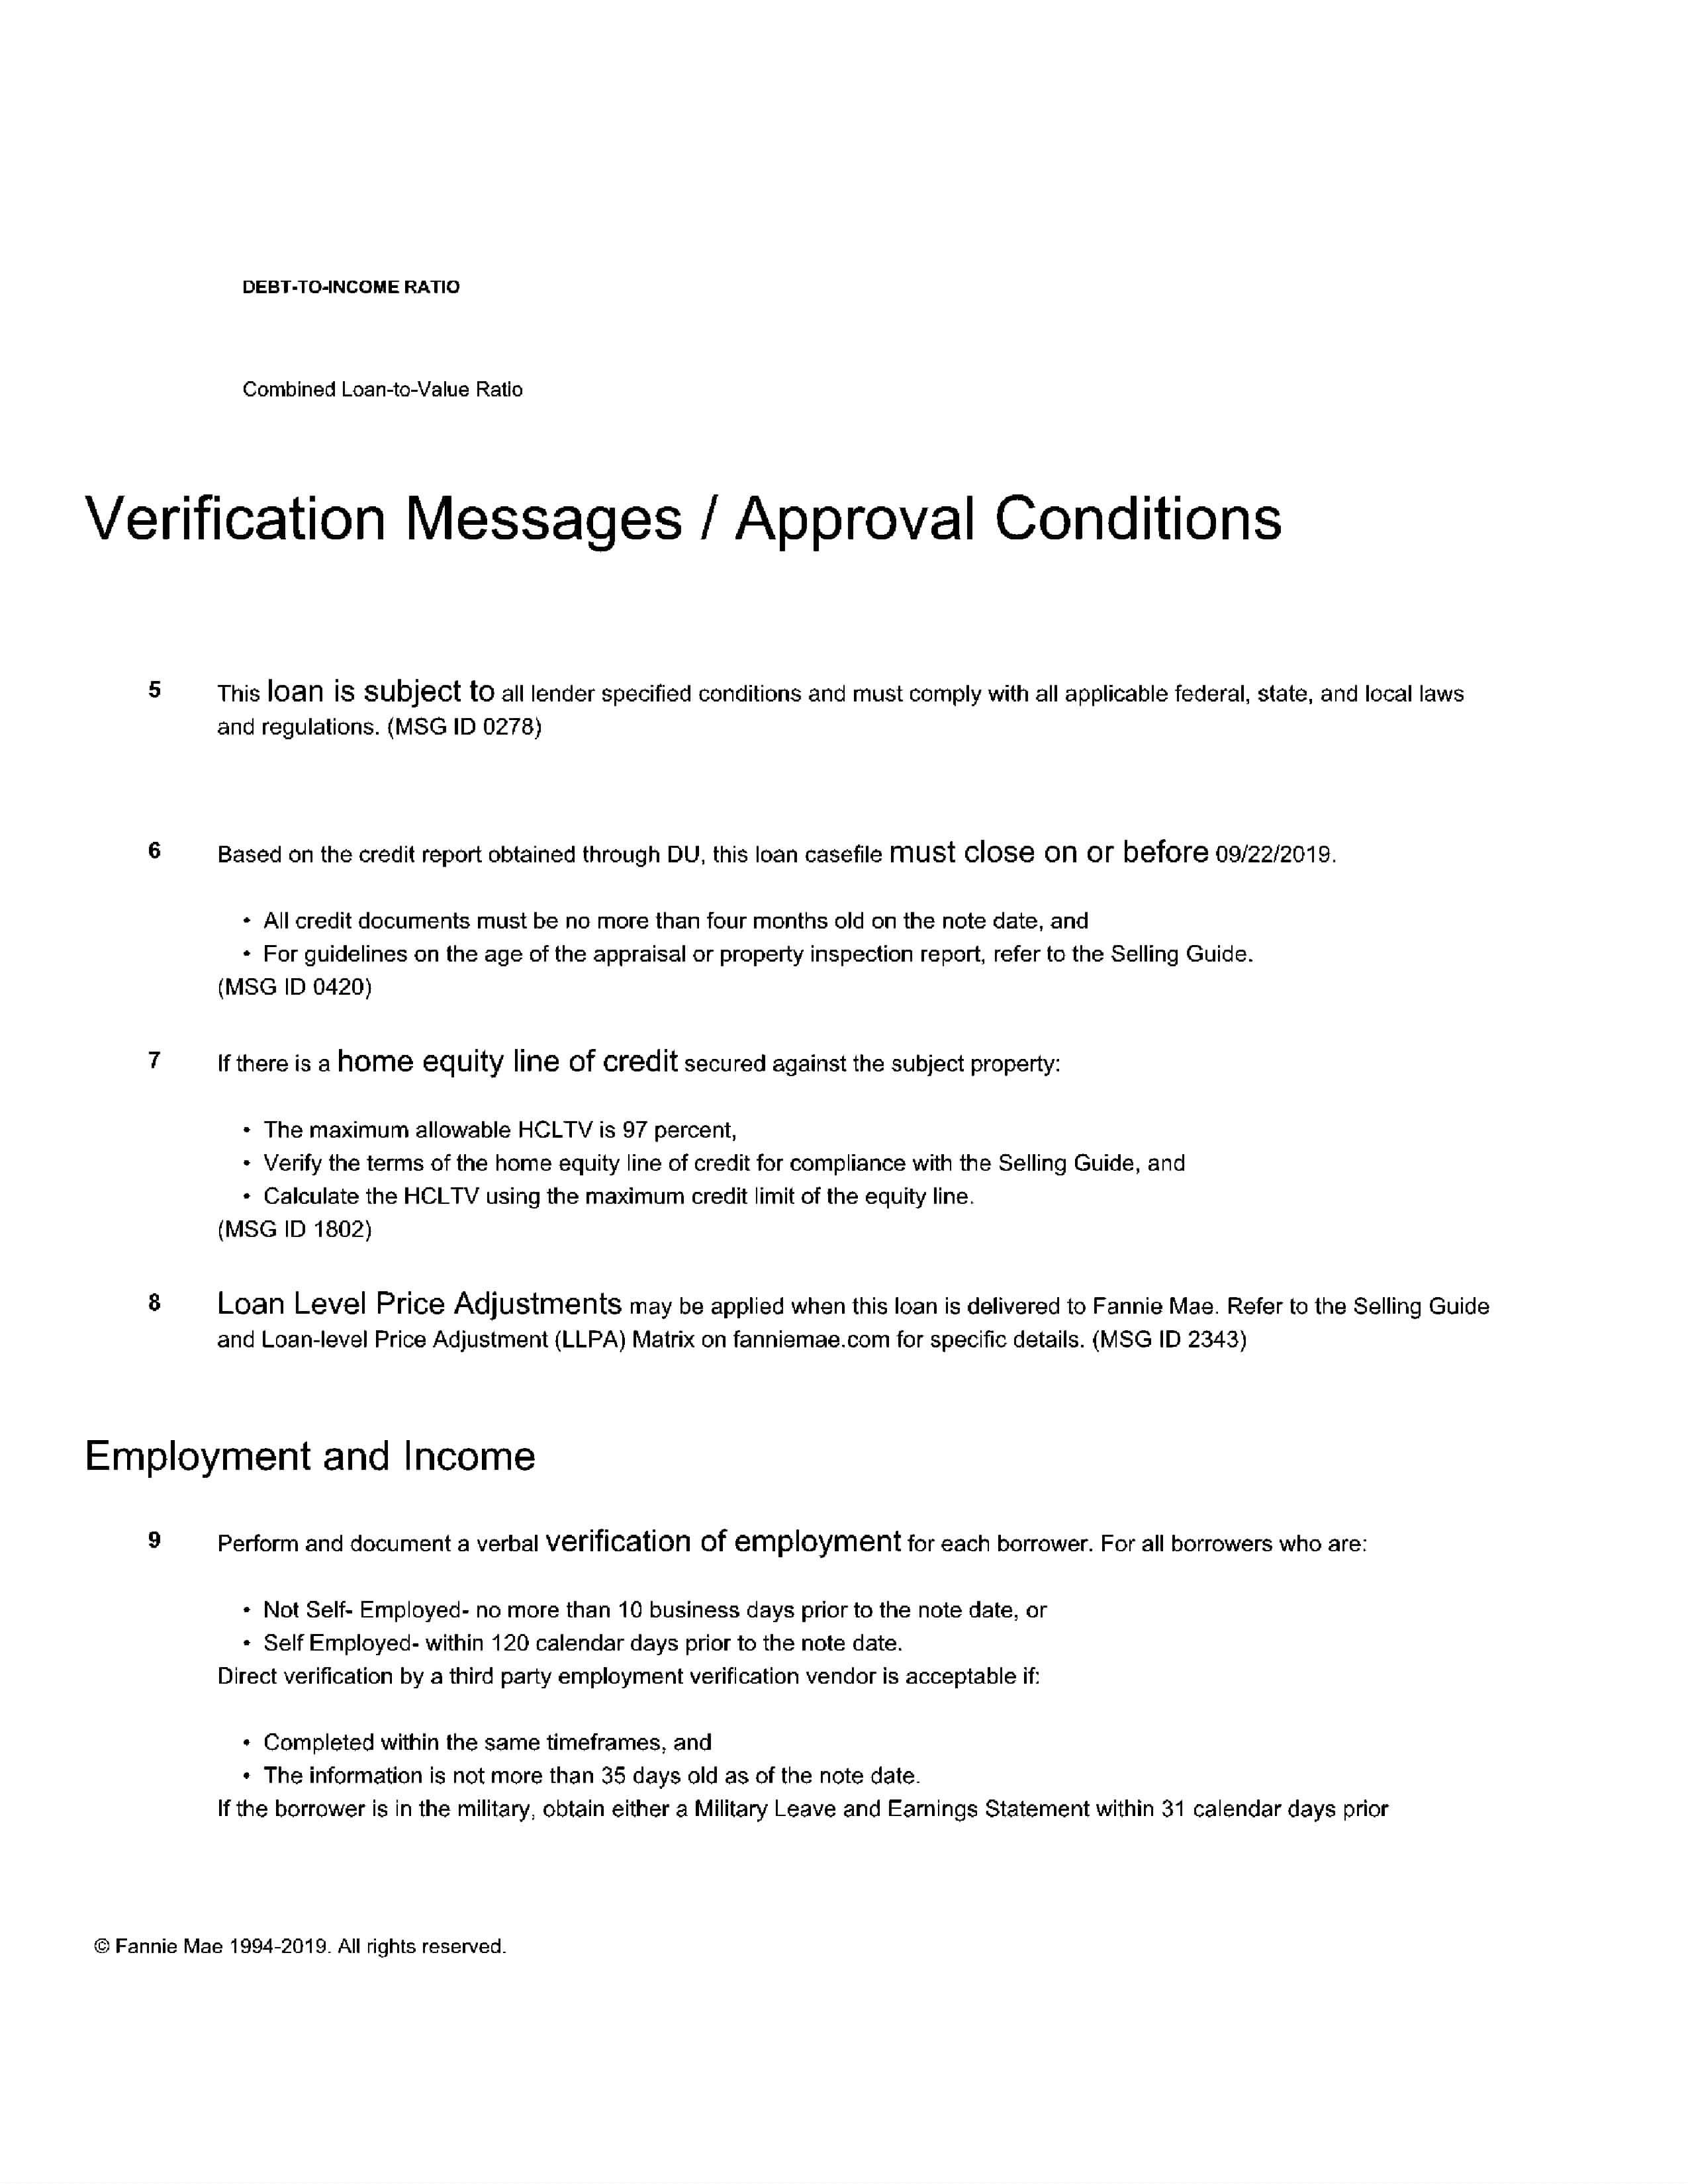 DEBT-TO-INCOME RATIO
Combined Loan-to-Value Ratio
Verification Messages / Approval Conditions
5 This loan is subject to all lender specified conditions and must comply with all applicable federal, state, and local laws
and regulations. (MSG ID 0278)
6 Based on the credit report obtained through DU, this loan casefile must close on or before 09/22/2019.
• All credit documents must be no more than four months old on the note date, and
• For guidelines on the age of the appraisal or property inspection report, refer to the Selling Guide.
(MSG ID 0420)
7 If there is a home equity line of credit secured against the subject property:
• The maximum allowable HCLTV is 97 percent,
• Verify the terms of the home equity line of credit for compliance with the Selling Guide, and
• Calculate the HCLTV using the maximum credit limit of the equity line.
(MSG ID 1802)
8 Loan Level Price Adjustments may be applied when this loan is delivered to Fannie Mae. Refer to the Selling Guide
and Loan-level Price Adjustment (LLPA) Matrix on fanniemae.com for specific details. (MSG ID 2343)
Employment and Income
9 Perform and document a verbal verification of employment for each borrower. For all borrowers who are:
• Not Self- Employed- no more than 10 business days prior to the note date, or
• Self Employed- within 120 calendar days prior to the note date.
Direct verification by a third party employment verification vendor is acceptable if:
• Completed within the same timeframes, and
• The information is not more than 35 days old as of the note date.
If the borrower is in the military, obtain either a Military Leave and Earnings Statement within 31 calendar days prior
© Fannie Mae 1994-2019. All rights reserved.